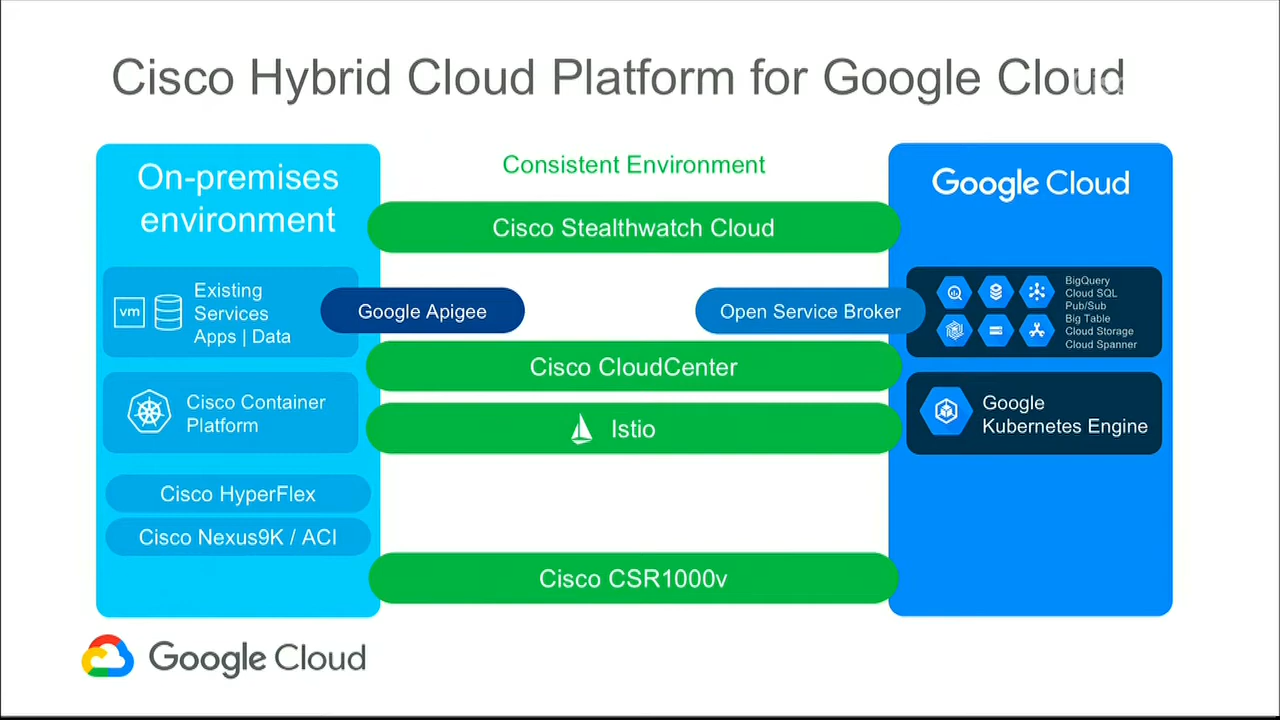 Cisco Hybrid Cloud Platform for Google Cloud
On-premises
environment
Consistent Environment
Google Cloud
Cisco Stealthwatch Cloud
vm
Existing
Services
Apps | Data
Google Apigee
Open Service Broker
BigQuery
Cloud SQL
Pub/Sub
Big Table
Cloud Storage
Cloud Spanner
Cisco CloudCenter
Cisco Container
Platform
Istio
Google
Kubernetes Engine
Cisco HyperFlex
Cisco Nexus9K / ACI
Cisco CSR1000v
Google Cloud